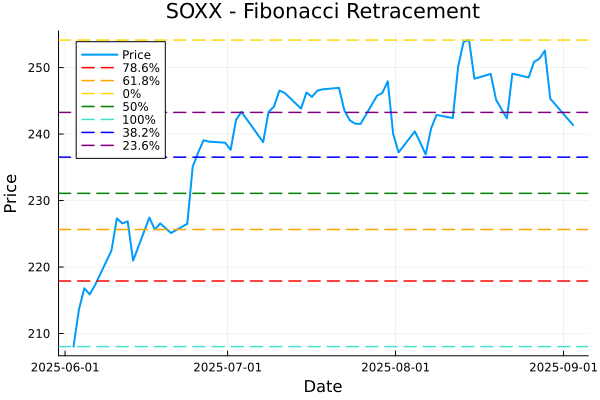 SOXX - Fibonacci Retracement
Price
78.6%
61.8%
0%
50%
100%
38.2%
23.6%
250
240
230
220
210
Price
2025-06-01 2025-07-01 2025-08-01 2025-09-01
Date